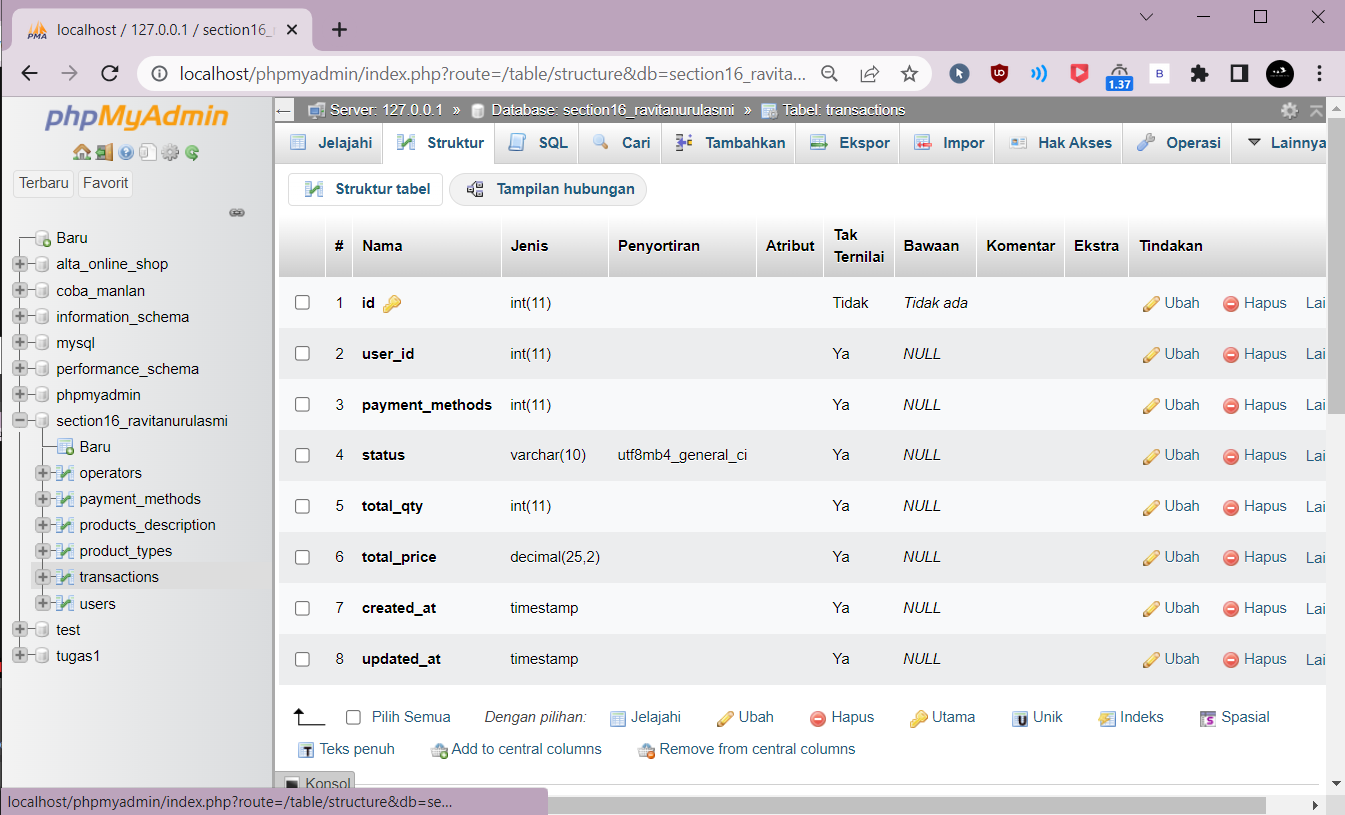 localhost / 127.0.0.1 / section16_r
localhost/phpmyadmin/index.php?route=/table/structure&db=section16_ravita...
1.37
B
phpMyAdmin
Terbaru Favorit
Baru
alta_online_shop
coba_manlan
information_schema
mysql
performance_schema
phpmyadmin
section16_ravitanurulasmi
Baru
operators
payment_methods
products_description
product_types
transactions
users
test
tugas1
Server: 127.0.0.1 » Database: section16_ravitanurulasmi » Tabel: transactions
Jelajahi Struktur SQL Cari Tambahkan Ekspor Impor Hak Akses Operasi Lainnya
Struktur tabel Tampilan hubungan
# Nama Jenis Penyortiran Atribut Tak Ternilai Bawaan Komentar Ekstra Tindakan
1 id int(11) Tidak Tidak ada Ubah Hapus Lai
2 user_id int(11) Ya NULL Ubah Hapus Lai
3 payment_methods int(11) Ya NULL Ubah Hapus Lai
4 status varchar(10) utf8mb4_general_ci Ya NULL Ubah Hapus Lai
5 total_qty int(11) Ya NULL Ubah Hapus Lai
6 total_price decimal(25,2) Ya NULL Ubah Hapus Lai
7 created_at timestamp Ya NULL Ubah Hapus Lai
8 updated_at timestamp Ya NULL Ubah Hapus Lai
Pilih Semua Dengan pilihan: Jelajahi Ubah Hapus Utama Unik Indeks Spasial
Teks penuh Add to central columns Remove from central columns
Konsol
localhost/phpmyadmin/index.php?route=/table/structure&db=se...